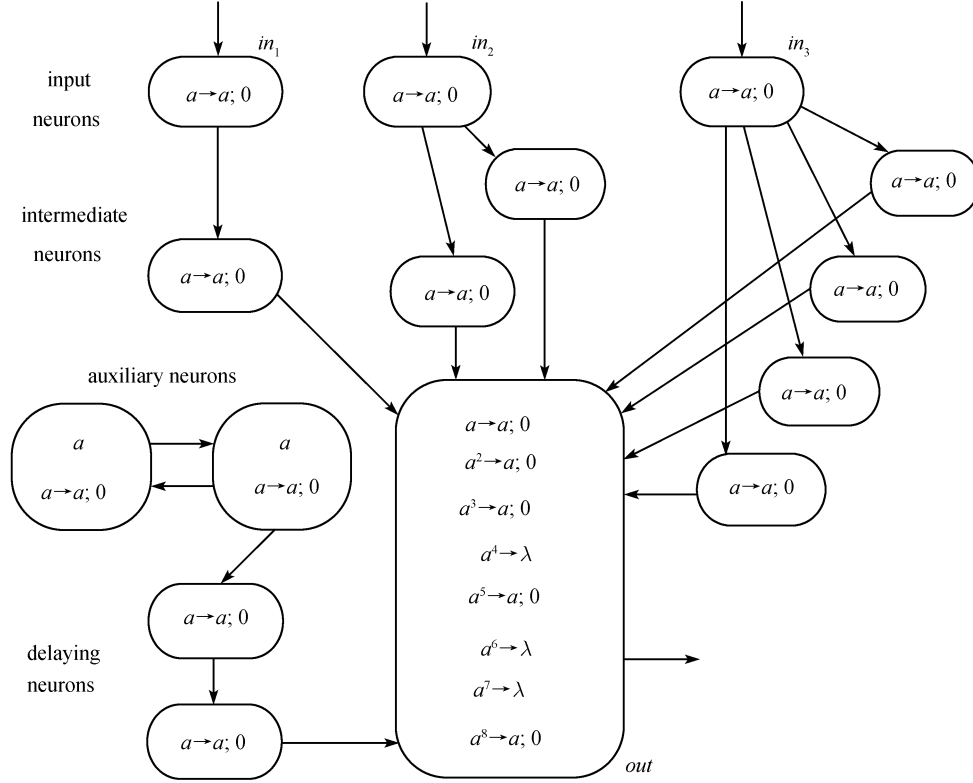 in₁
in₂
in₃
input
neurons
a→a; 0
a→a; 0
a→a; 0
a→a; 0
a→a; 0
intermediate
neurons
a→a; 0
a→a; 0
a→a; 0
auxiliary neurons
a→a; 0
a
a
a→a; 0
a→a; 0
a→a; 0
a→a; 0
a²→a; 0
a³→a; 0
a⁴→λ
a⁵→a; 0
a⁶→λ
a⁷→λ
a⁸→a; 0
a→a; 0
delaying
neurons
a→a; 0
out